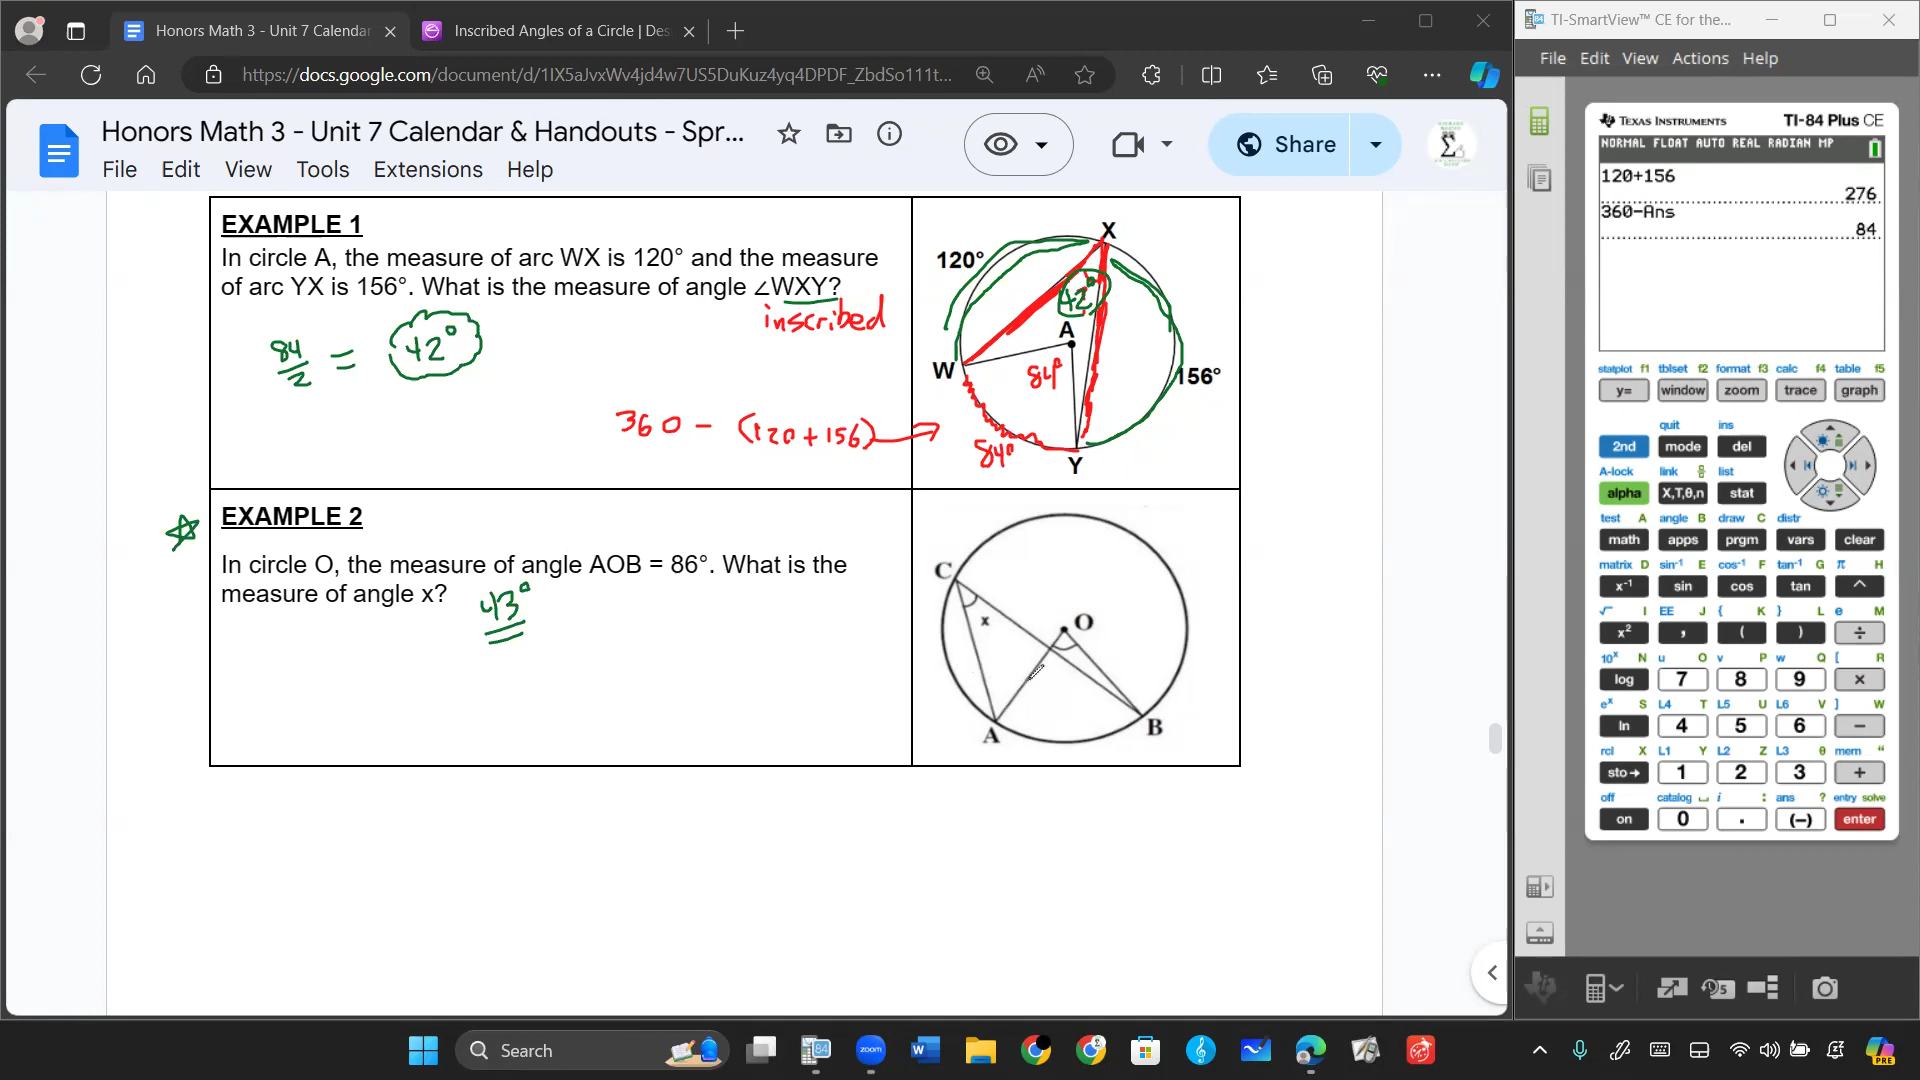 Honors Math 3 - Unit 7 Calendar
Inscribed Angles of a Circle | Des
https://docs.google.com/document/d/1IX5aJvxWv4jd4w7US5DuKuz4yq4DPDF_ZbdSo111t...
Honors Math 3 - Unit 7 Calendar & Handouts - Spr...
Share
File Edit View Tools Extensions Help
EXAMPLE 1
In circle A, the measure of arc WX is 120° and the measure
of arc YX is 156°. What is the measure of angle ∠WXY?
inscribed
84/2 = 42°
360 - (120+156)
X
120°
42°
A
W
84°
156°
84°
Y
EXAMPLE 2
In circle O, the measure of angle AOB = 86°. What is the
measure of angle x?
43°
C
x
O
A
B
TI-SmartView™ CE for the...
File Edit View Actions Help
TEXAS INSTRUMENTS TI-84 Plus CE
NORMAL FLOAT AUTO REAL RADIAN MP
120+156
276
360-Ans
84
statplot f1 tblset f2 format f3 calc f4 table f5
y= window zoom trace graph
quit ins
2nd mode del
A-lock link list
alpha X,T,θ,n stat
test A angle B draw C distr
math apps prgm vars clear
matrix D sin⁻¹ E cos⁻¹ F tan⁻¹ G π H
x⁻¹ sin cos tan ^
√ I EE J { K } L e M
x² , ( ) ÷
10ˣ N u O v P w Q [ R
log 7 8 9 ×
eˣ S L4 T L5 U L6 V ] W
ln 4 5 6 −
rcl X L1 Y L2 Z L3 θ mem "
sto→ 1 2 3 +
off catalog i : ans ? entry solve
on 0 . (−) enter
Search
84
zoom
W
PRE